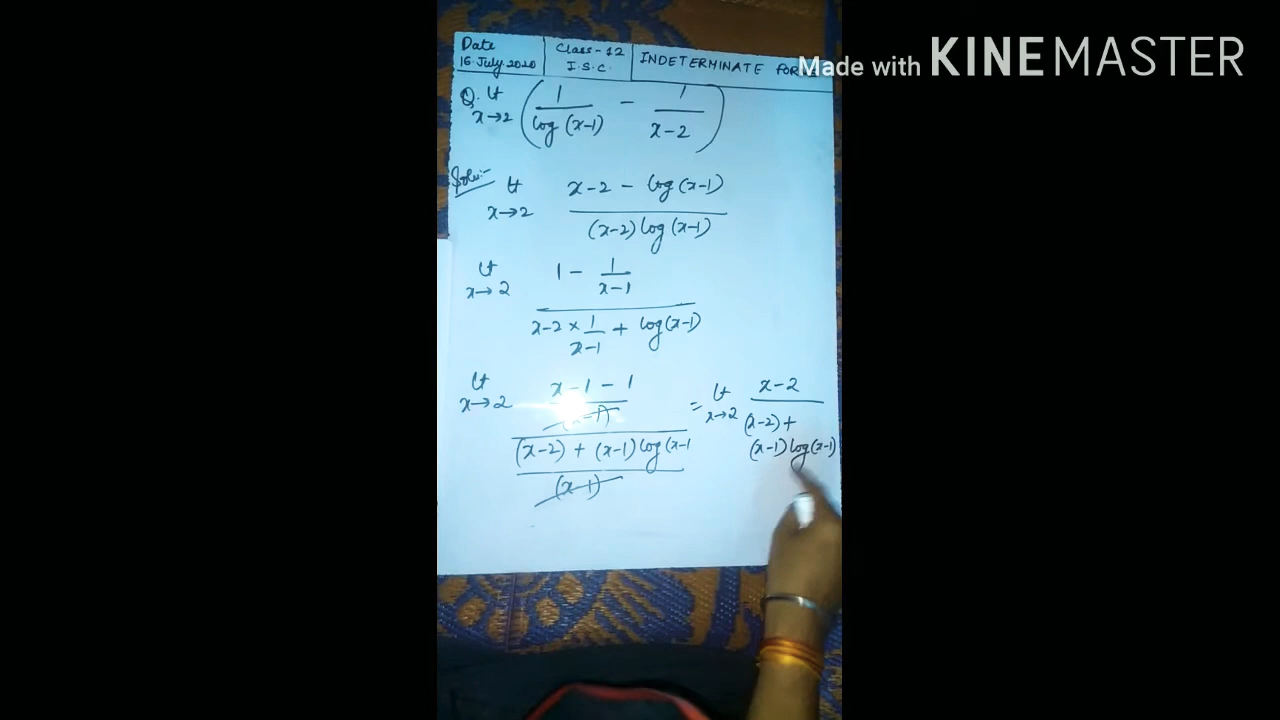 Made with KINEMASTER
Date
16 July 2020
Class-12
I.S.C.
INDETERMINATE FOR
Q. Lt x→2 ( 1/log(x-1) - 1/x-2 )
Solu:-
Lt x→2 x-2 - log(x-1) / (x-2) log(x-1)
Lt x→2 1 - 1/x-1 / x-2 × 1/x-1 + log(x-1)
Lt x→2 x-1-1 / (x-1) / (x-2) + (x-1) log(x-1 / (x-1)
= Lt x→2 x-2 / (x-2) +
(x-1) log(x-1)